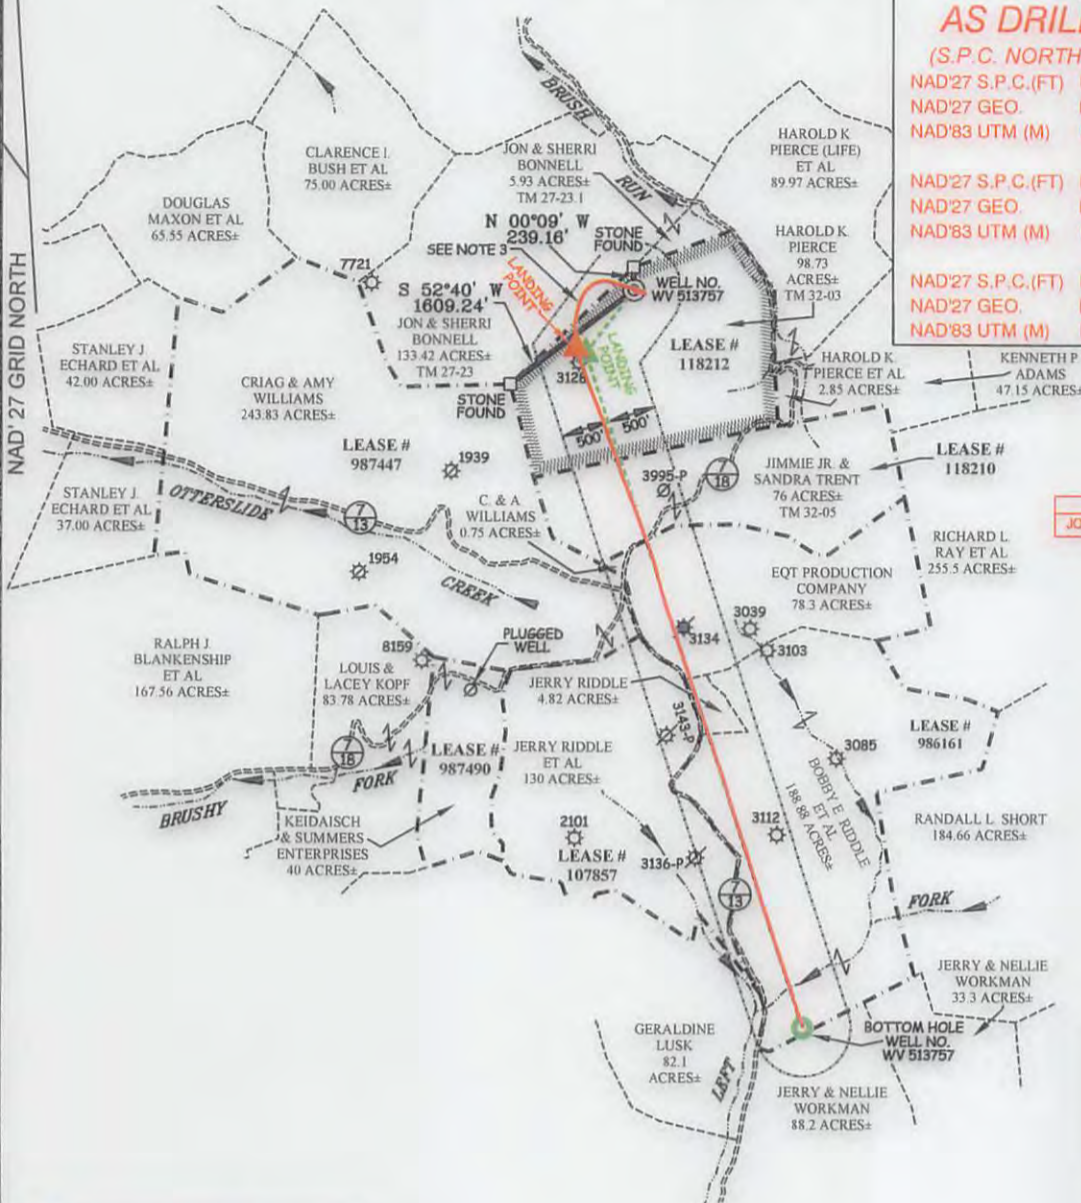 AS DRILL
(S.P.C. NORTH
NAD'27 S.P.C.(FT)
NAD'27 GEO.
NAD'83 UTM (M)
NAD'27 S.P.C.(FT)
NAD'27 GEO.
NAD'83 UTM (M)
NAD'27 S.P.C.(FT)
NAD'27 GEO.
NAD'83 UTM (M)
NAD' 27 GRID NORTH
BRUSH
RUN
CLARENCE I.
BUSH ET AL
75.00 ACRES±
JON & SHERRI
BONNELL
5.93 ACRES±
TM 27-23.1
HAROLD K
PIERCE (LIFE)
ET AL
89.97 ACRES±
DOUGLAS
MAXON ET AL
65.55 ACRES±
N 00°09' W
239.16'
STONE
FOUND
SEE NOTE 3
HAROLD K.
PIERCE
98.73
ACRES±
TM 32-03
7721
LANDING
POINT
WELL NO.
WV 513757
S 52°40' W
1609.24'
JON & SHERRI
BONNELL
133.42 ACRES±
TM 27-23
LANDING
POINT
LEASE #
118212
STANLEY J
ECHARD ET AL
42.00 ACRES±
3128
HAROLD K.
PIERCE ET AL
2.85 ACRES±
KENNETH P
ADAMS
47.15 ACRES±
CRIAG & AMY
WILLIAMS
243.83 ACRES±
STONE
FOUND
500'
500'
LEASE #
987447
1939
3995-P
7
18
JIMMIE JR. &
SANDRA TRENT
76 ACRES±
TM 32-05
LEASE #
118210
STANLEY J.
ECHARD ET AL
37.00 ACRES±
OTTERSLIDE
7
13
C. & A.
WILLIAMS
0.75 ACRES±
JO
RICHARD L
RAY ET AL
255.5 ACRES±
1954
CREEK
EQT PRODUCTION
COMPANY
78.3 ACRES±
3039
3134
3103
RALPH J.
BLANKENSHIP
ET AL
167.56 ACRES±
8159
PLUGGED
WELL
LOUIS &
LACEY KOPF
83.78 ACRES±
JERRY RIDDLE
4.82 ACRES±
3143-P
LEASE #
986161
7
18
LEASE #
987490
JERRY RIDDLE
ET AL
130 ACRES±
3085
BRUSHY
FORK
BOBBY E. RIDDLE
ET AL
188.88 ACRES±
KEIDAISCH
& SUMMERS
ENTERPRISES
40 ACRES±
2101
3112
RANDALL L. SHORT
184.66 ACRES±
LEASE #
107857
3136-P
7
13
FORK
JERRY & NELLIE
WORKMAN
33.3 ACRES±
GERALDINE
LUSK
82.1
ACRES±
BOTTOM HOLE
WELL NO.
WV 513757
LEFT
JERRY & NELLIE
WORKMAN
88.2 ACRES±